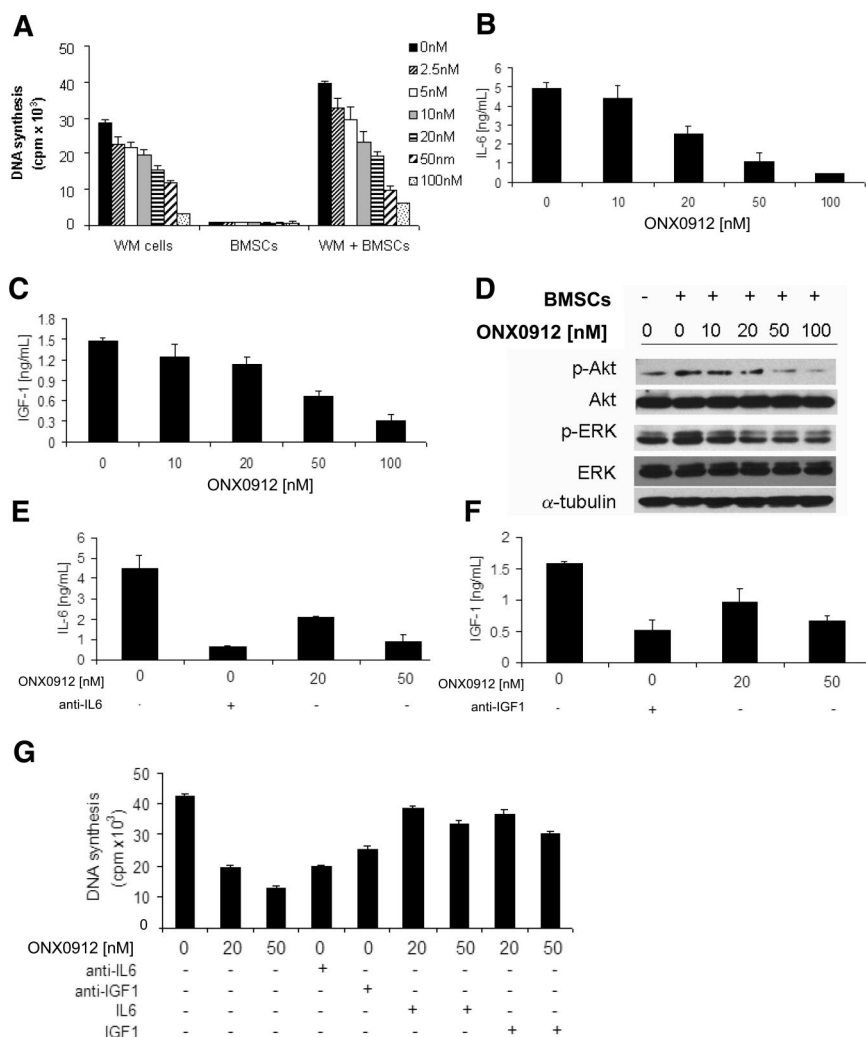 A
DNA synthesis
(cpm x 10³)
50
40
30
20
10
0
WM cells BMSCs WM + BMSCs
0nM
2.5nM
5nM
10nM
20nM
50nm
100nM
B
IL-6 [ng/mL]
6
5
4
3
2
1
0
0 10 20 50 100
ONX0912 [nM]
C
IGF-1 [ng/mL]
1.8
1.5
1.2
0.9
0.6
0.3
0
0 10 20 50 100
ONX0912 [nM]
D
BMSCs - + + + + +
ONX0912 [nM] 0 0 10 20 50 100
p-Akt
Akt
p-ERK
ERK
α-tubulin
E
IL-6 [ng/mL]
6
5
4
3
2
1
0
ONX0912 [nM] 0 0 20 50
anti-IL6 - + - -
F
IGF-1 [ng/mL]
2
1.5
1
0.5
0
ONX0912 [nM] 0 0 20 50
anti-IGF1 - + - -
G
DNA synthesis
(cpm x10³)
50
40
30
20
10
0
ONX0912 [nM] 0 20 50 0 0 20 50 20 50
anti-IL6 - - - + - - - - -
anti-IGF1 - - - - + - - - -
IL6 - - - - - + + - -
IGF1 - - - - - - - + +